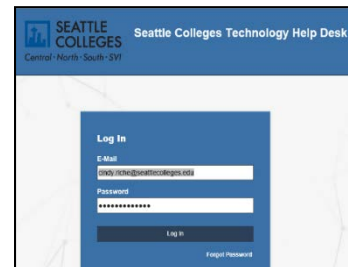 SEATTLE
COLLEGES
Central · North · South · SVI
Seattle Colleges Technology Help Desk
Log In
E-Mail
cindy.riche@seattlecolleges.edu
Password
•••••••••••••
Log in
Forgot Password